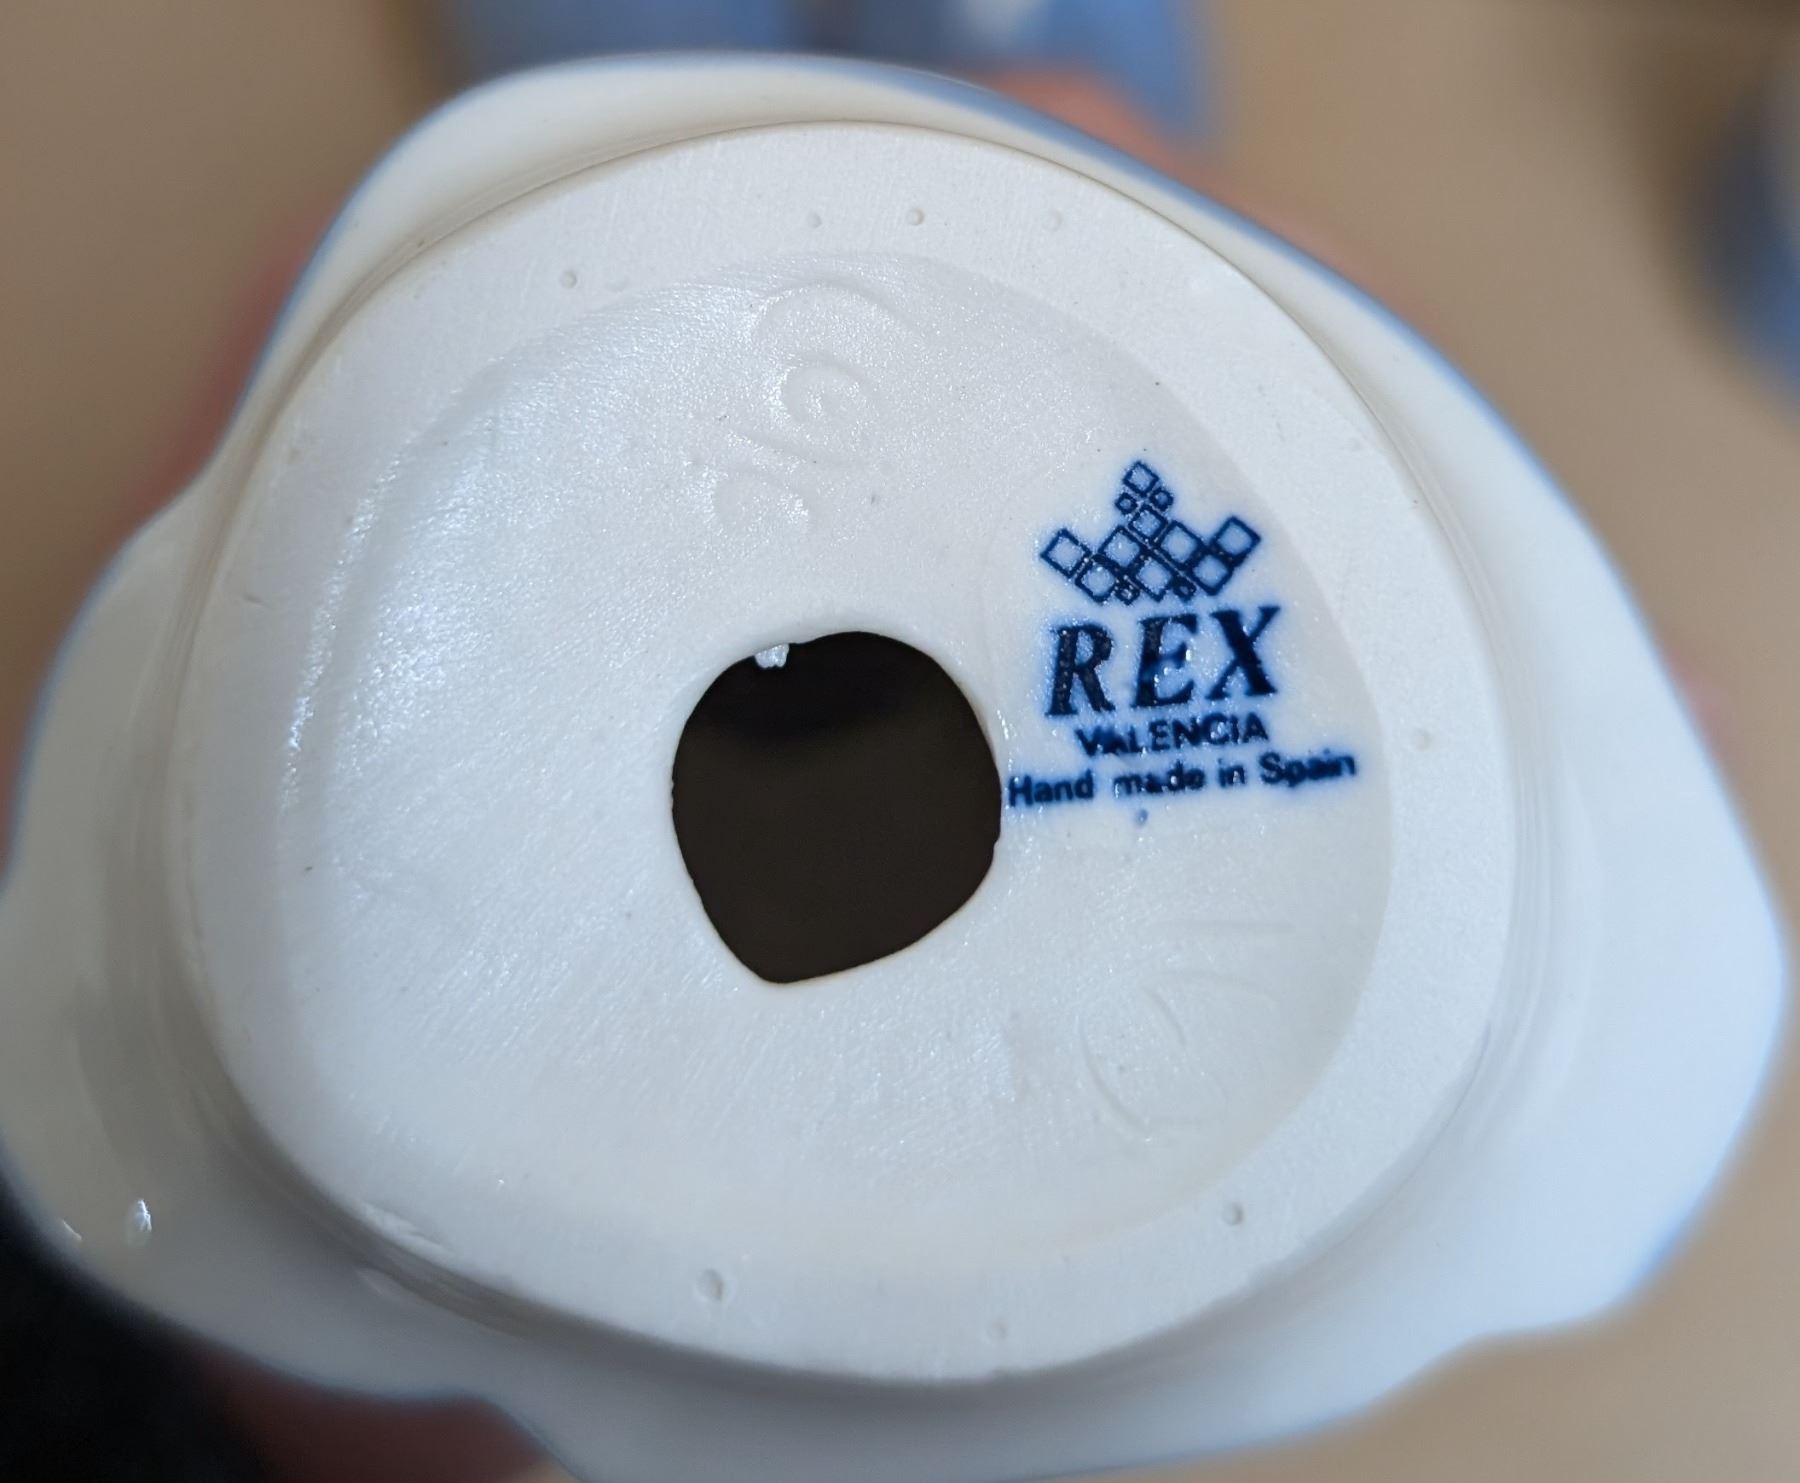 REX
VALENCIA
Hand made in Spain